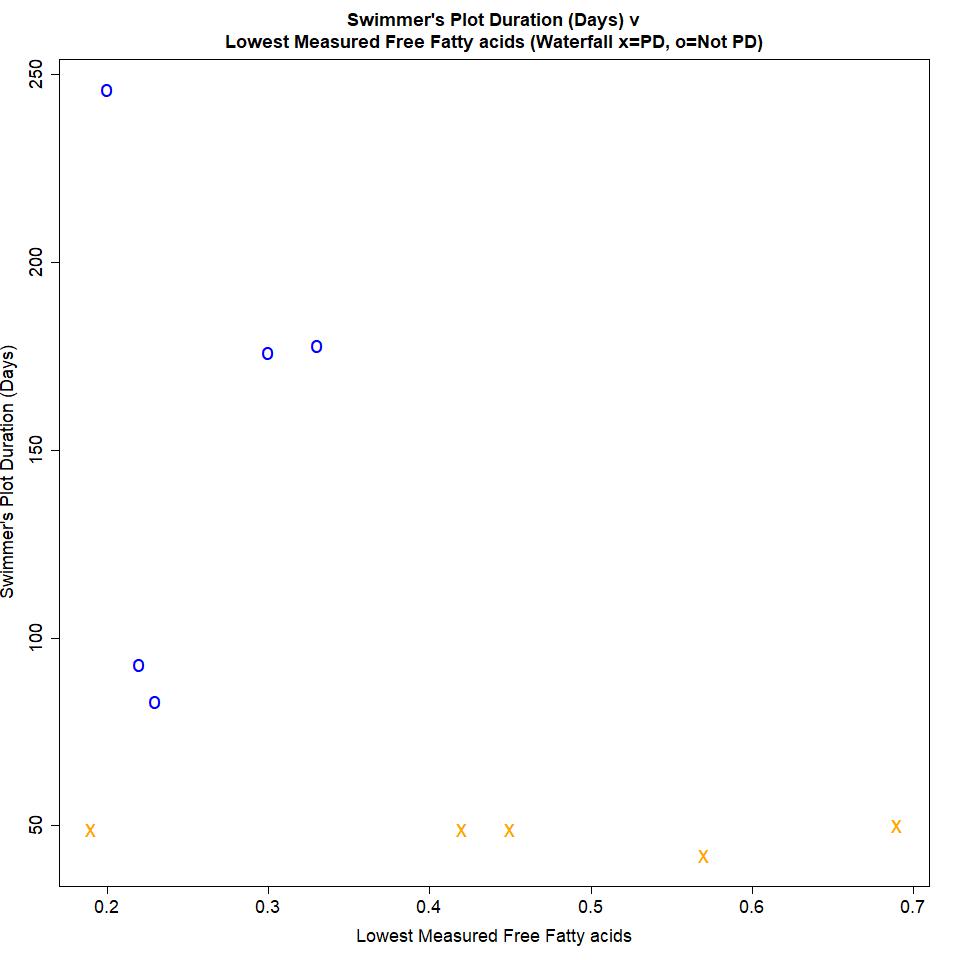 Swimmer's Plot Duration (Days) v
Lowest Measured Free Fatty acids (Waterfall x=PD, o=Not PD)
Swimmer's Plot Duration (Days)
250
200
150
100
50
o
o
o
o
o
x
x
x
x
x
0.2
0.3
0.4
0.5
0.6
0.7
Lowest Measured Free Fatty acids